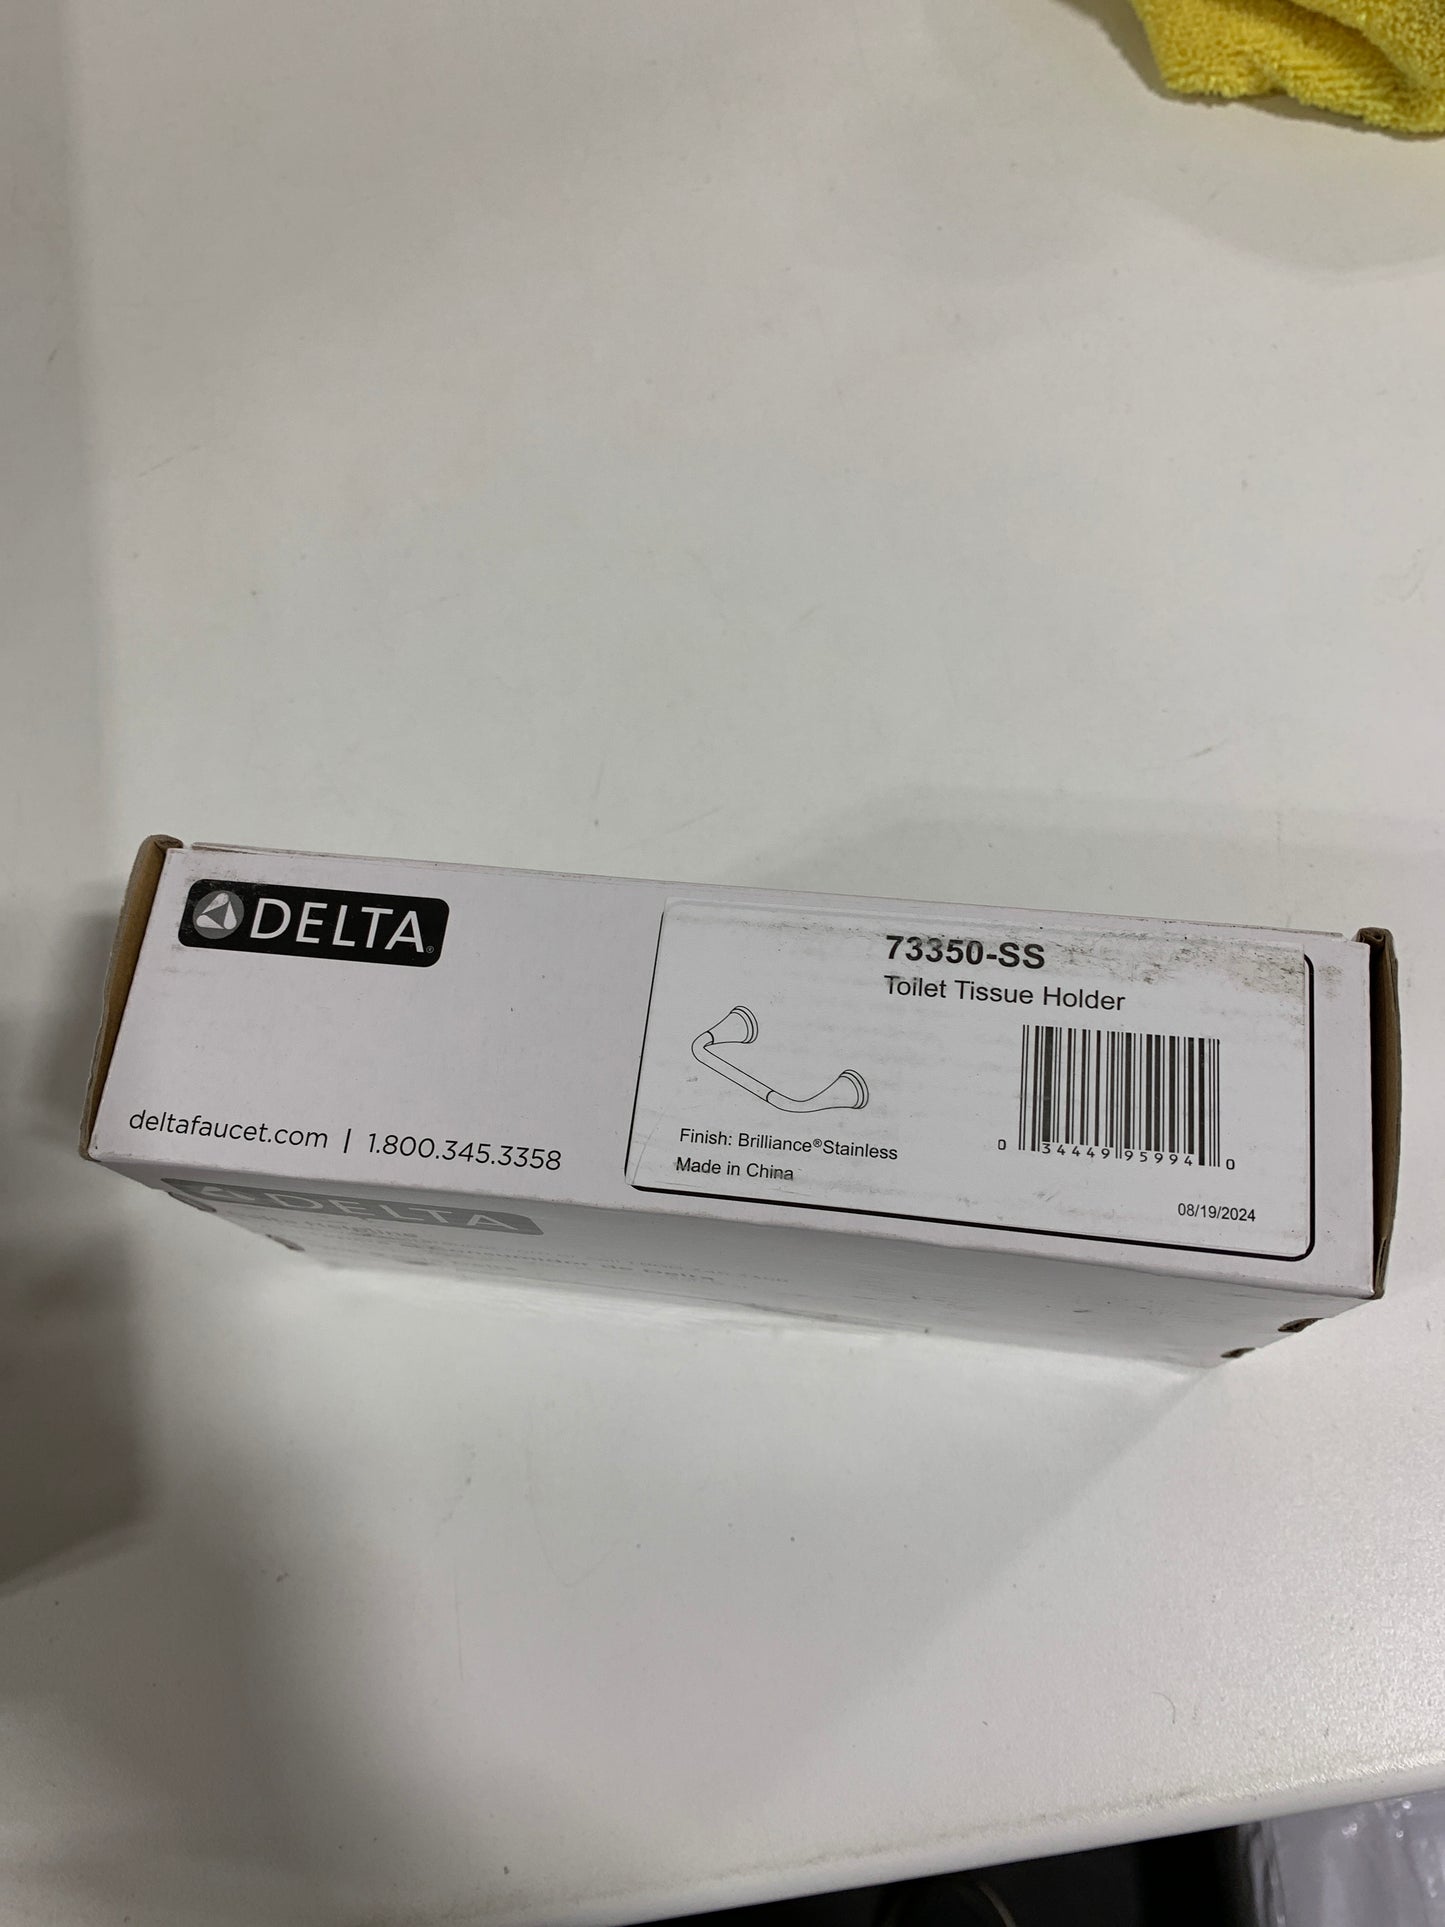 DELTA®
deltafaucet.com | 1.800.345.3358
73350-SS
Toilet Tissue Holder
Finish: Brilliance®Stainless
Made in China
0 34449 95994 0
08/19/2024
DELTA